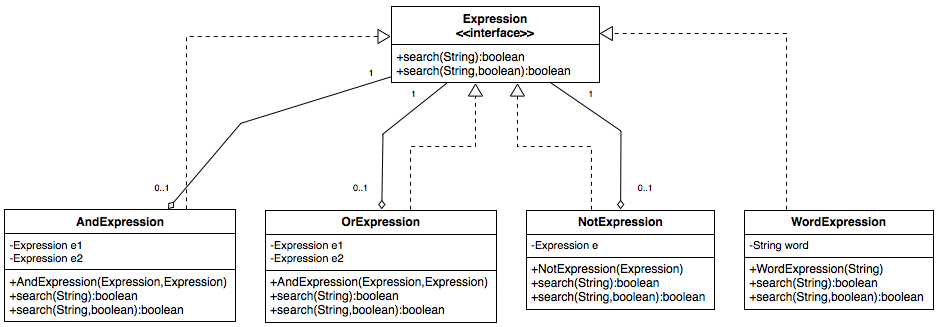 Expression
<<interface>>
+search(String):boolean
+search(String,boolean):boolean
1
1
1
0..1
0..1
0..1
AndExpression
-Expression e1
-Expression e2
+AndExpression(Expression,Expression)
+search(String):boolean
+search(String,boolean):boolean
OrExpression
-Expression e1
-Expression e2
+AndExpression(Expression,Expression)
+search(String):boolean
+search(String,boolean):boolean
NotExpression
-Expression e
+NotExpression(Expression)
+search(String):boolean
+search(String,boolean):boolean
WordExpression
-String word
+WordExpression(String)
+search(String):boolean
+search(String,boolean):boolean